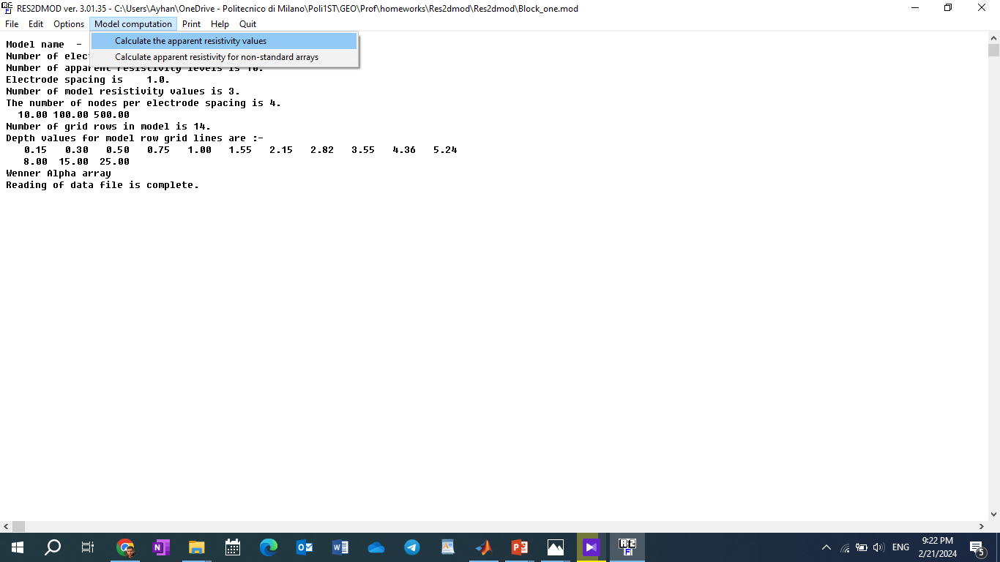 RES2DMOD ver. 3.01.35 - C:\Users\Ayhan\OneDrive - Politecnico di Milano\Poli1ST\GEO\Prof\homeworks\Res2dmod\Res2dmod\Block_one.mod
File Edit Options Model computation Print Help Quit
Calculate the apparent resistivity values
Calculate apparent resistivity for non-standard arrays
Model name -
Number of elect
Number of apparent resistivity levels is 16.
Electrode spacing is 1.0.
Number of model resistivity values is 3.
The number of nodes per electrode spacing is 4.
10.00 100.00 500.00
Number of grid rows in model is 14.
Depth values for model row grid lines are :-
0.15 0.30 0.50 0.75 1.00 1.55 2.15 2.82 3.55 4.36 5.24
8.00 15.00 25.00
Wenner Alpha array
Reading of data file is complete.
ENG
9:22 PM
2/21/2024
5